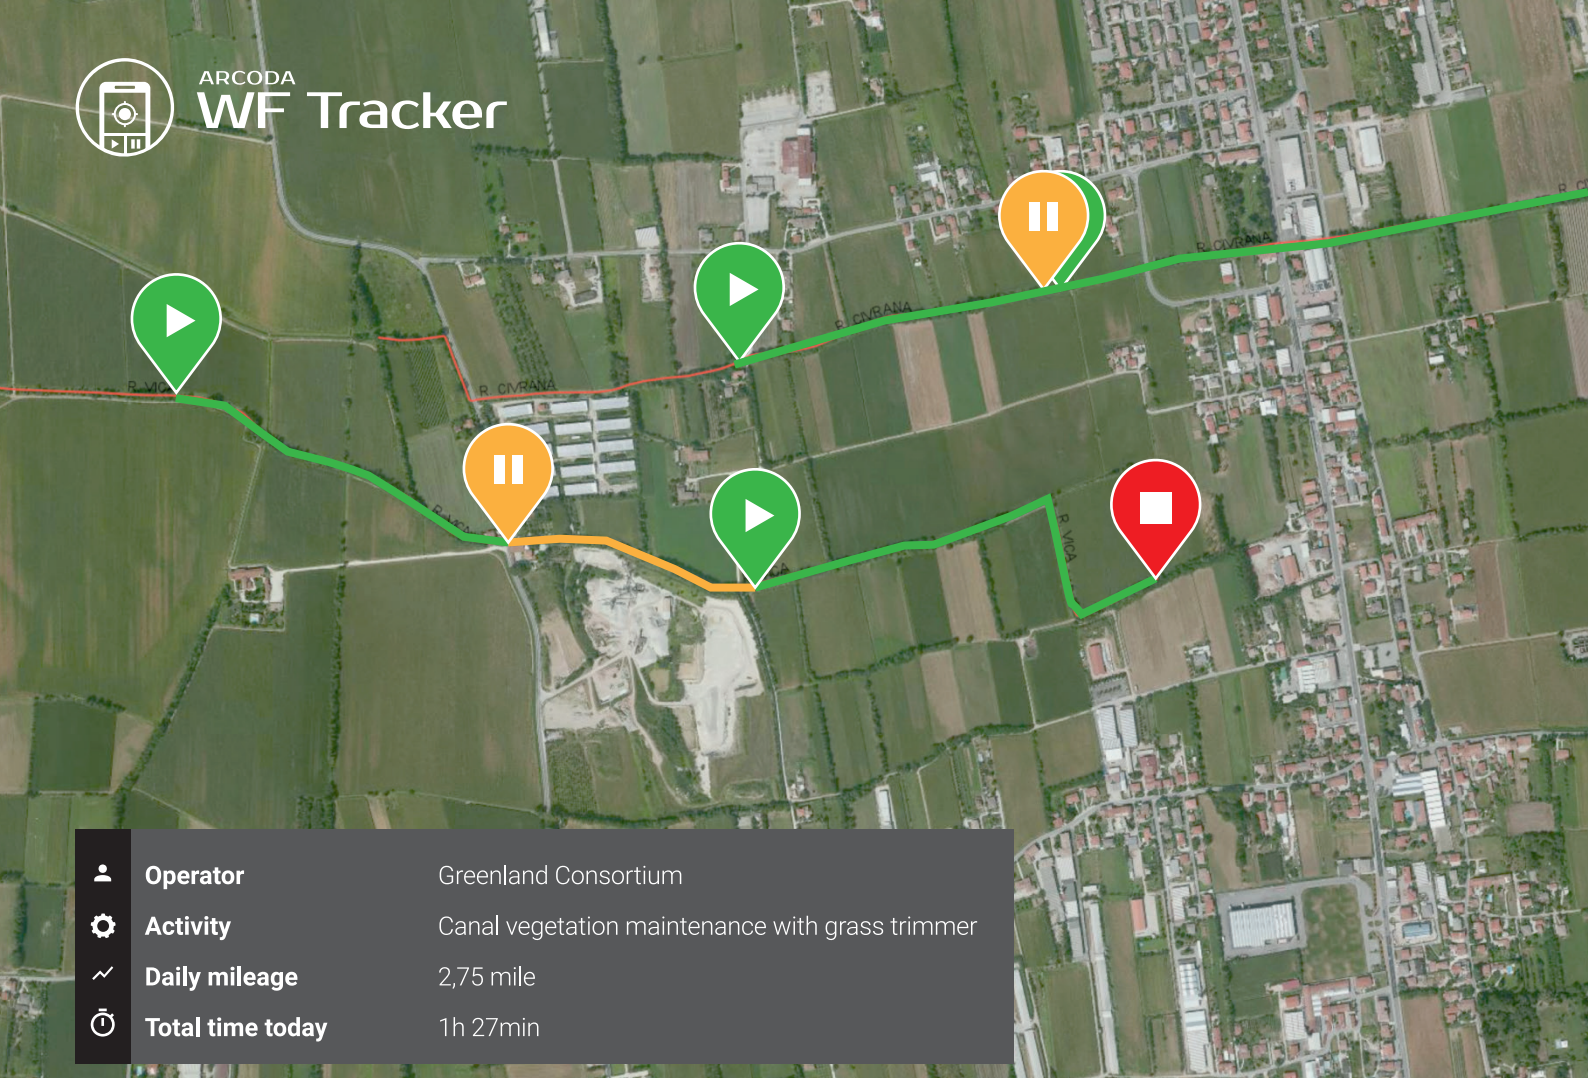 ARCODA
WF Tracker
R. CIVRANA
R. CIVRANA
R. CIVRANA
R. VICA
R. VICA
Operator Greenland Consortium
Activity Canal vegetation maintenance with grass trimmer
Daily mileage 2,75 mile
Total time today 1h 27min